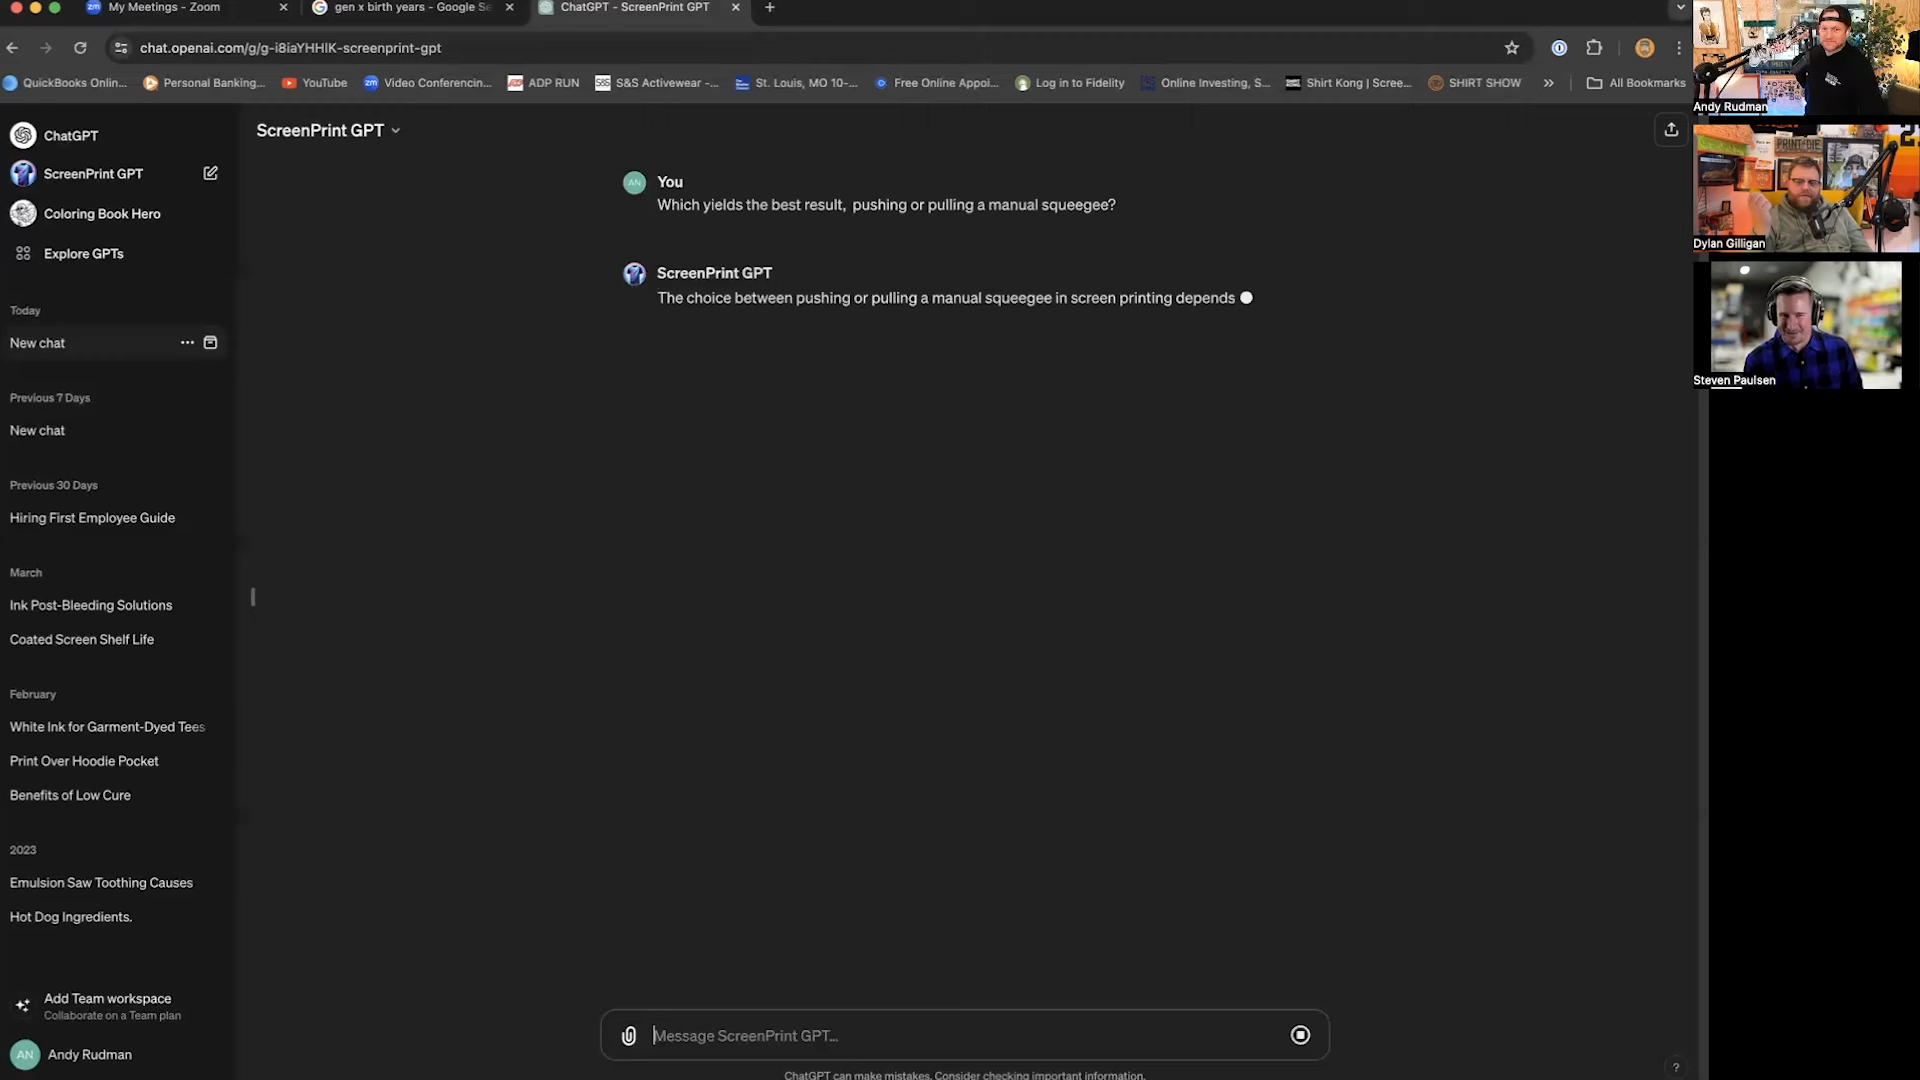 My Meetings - Zoom
gen x birth years - Google Se
ChatGPT - ScreenPrint GPT
chat.openai.com/g/g-i8iaYHHlK-screenprint-gpt
QuickBooks Onlin...
Personal Banking...
YouTube
Video Conferencin...
ADP RUN
S&S Activewear -...
St. Louis, MO 10-...
Free Online Appoi...
Log in to Fidelity
Online Investing, S...
Shirt Kong | Scree...
SHIRT SHOW
All Bookmarks
ChatGPT
ScreenPrint GPT
Coloring Book Hero
Explore GPTs
Today
New chat
Previous 7 Days
New chat
Previous 30 Days
Hiring First Employee Guide
March
Ink Post-Bleeding Solutions
Coated Screen Shelf Life
February
White Ink for Garment-Dyed Tees
Print Over Hoodie Pocket
Benefits of Low Cure
2023
Emulsion Saw Toothing Causes
Hot Dog Ingredients.
Add Team workspace
Collaborate on a Team plan
AN
Andy Rudman
ScreenPrint GPT
AN
You
Which yields the best result, pushing or pulling a manual squeegee?
ScreenPrint GPT
The choice between pushing or pulling a manual squeegee in screen printing depends
Message ScreenPrint GPT...
ChatGPT can make mistakes. Consider checking important information.
?
Andy Rudman
PRINT DIE
Dylan Gilligan
Steven Paulsen